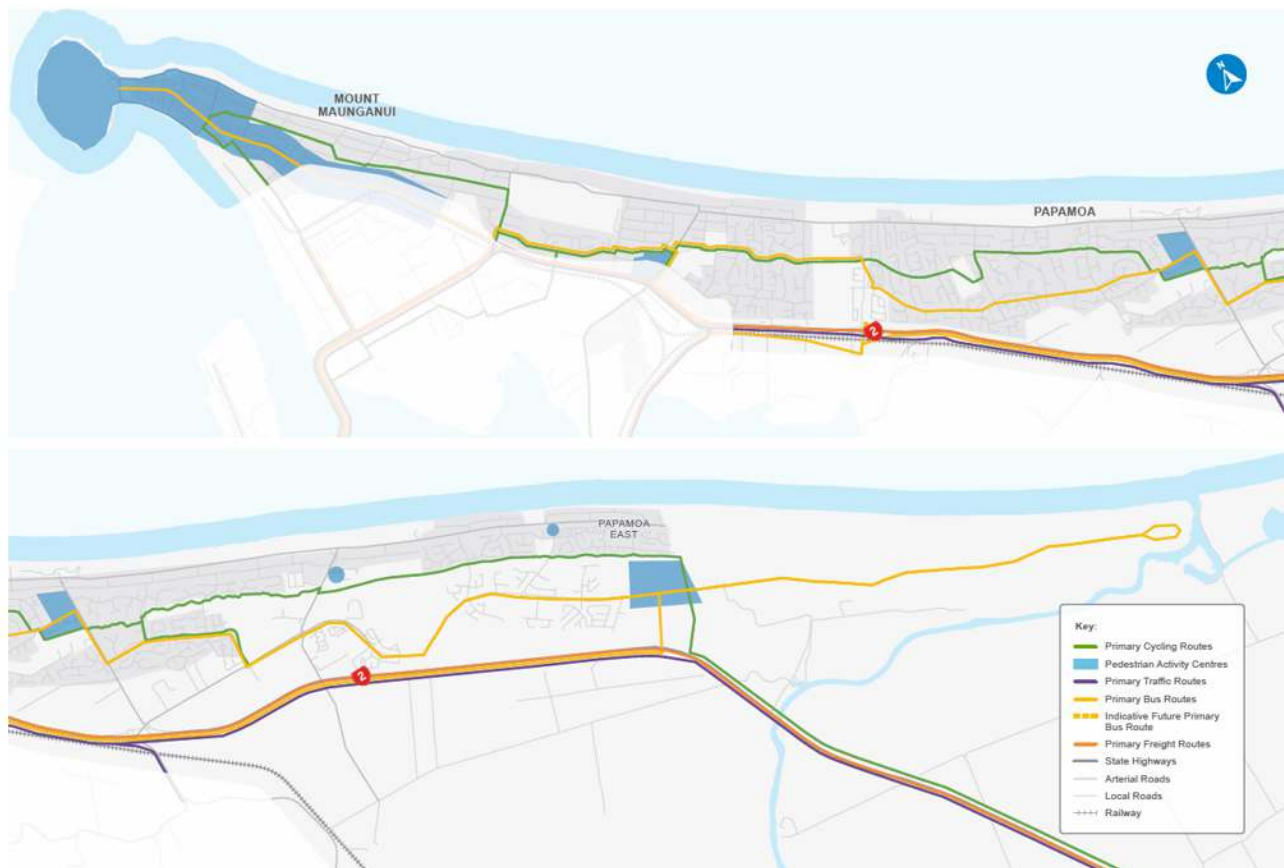 N
MOUNT
MAUNGANUI
PAPAMOA
2
PAPAMOA
EAST
2
Key:
Primary Cycling Routes
Pedestrian Activity Centres
Primary Traffic Routes
Primary Bus Routes
Indicative Future Primary
Bus Route
Primary Freight Routes
State Highways
Arterial Roads
Local Roads
Railway